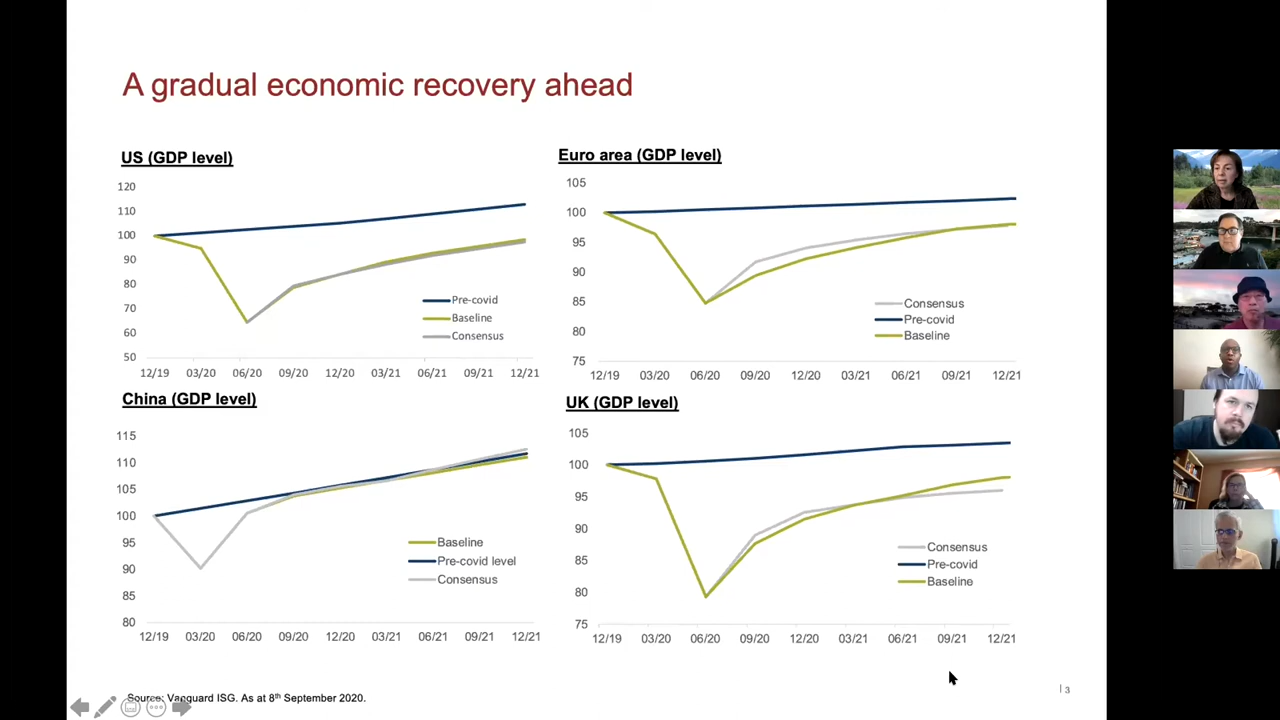 A gradual economic recovery ahead
US (GDP level)
120
110
100
90
80
70
60
50
12/19 03/20 06/20 09/20 12/20 03/21 06/21 09/21 12/21
Pre-covid
Baseline
Consensus
Euro area (GDP level)
105
100
95
90
85
80
75
12/19 03/20 06/20 09/20 12/20 03/21 06/21 09/21 12/21
Consensus
Pre-covid
Baseline
China (GDP level)
115
110
105
100
95
90
85
80
12/19 03/20 06/20 09/20 12/20 03/21 06/21 09/21 12/21
Baseline
Pre-covid level
Consensus
UK (GDP level)
105
100
95
90
85
80
75
12/19 03/20 06/20 09/20 12/20 03/21 06/21 09/21 12/21
Consensus
Pre-covid
Baseline
Source: Vanguard ISG. As at 8th September 2020.
| 3